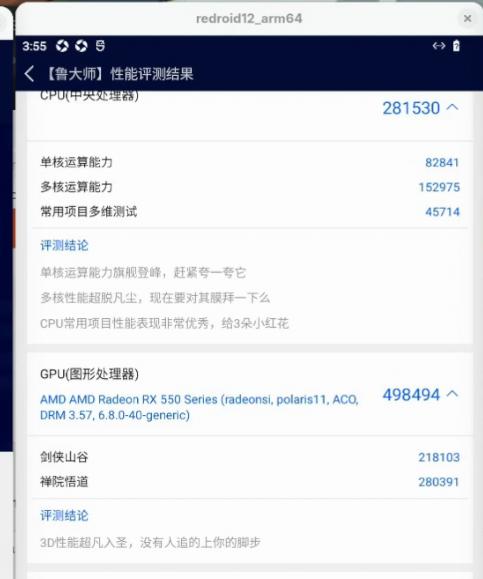 redroid12_arm64
3:55
【鲁大师】性能评测结果
CPU(中央处理器)
281530
单核运算能力 82841
多核运算能力 152975
常用项目多维测试 45714
评测结论
单核运算能力旗舰登峰，赶紧夸一夸它
多核性能超脱凡尘，现在要对其膜拜一下么
CPU常用项目性能表现非常优秀，给3朵小红花
GPU(图形处理器)
AMD AMD Radeon RX 550 Series (radeonsi, polaris11, ACO,
DRM 3.57, 6.8.0-40-generic)
498494
剑侠山谷 218103
禅院悟道 280391
评测结论
3D性能超凡入圣，没有人追的上你的脚步